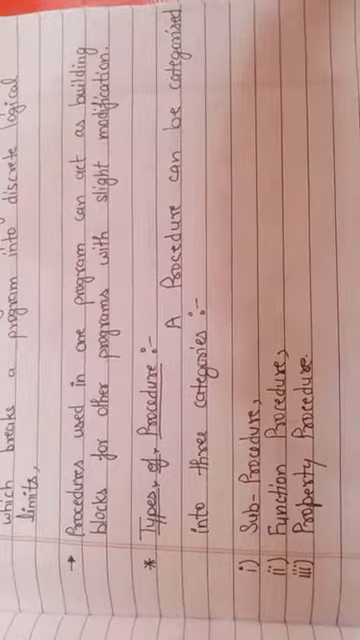 which breaks a program into discrete logical
limits,
→ Procedures used in one program can act as building
blocks for other programs with slight modification.
* Types of Procedure :-
A Procedure can be categorised
into three categories :-
i) Sub-Procedure,
ii) Function Procedure,
iii) Property Procedure.